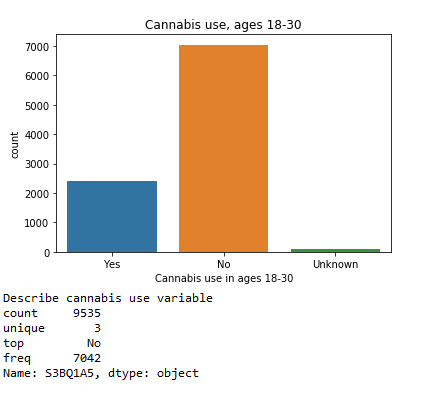 Cannabis use, ages 18-30
7000
6000
5000
4000
3000
2000
1000
0
count
Yes No Unknown
Cannabis use in ages 18-30
Describe cannabis use variable
count 9535
unique 3
top No
freq 7042
Name: S3BQ1A5, dtype: object